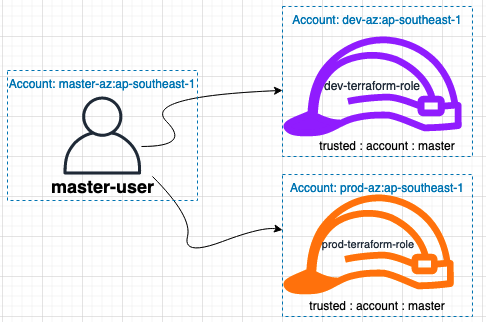 Account: master-az:ap-southeast-1
master-user
Account: dev-az:ap-southeast-1
dev-terraform-role
trusted : account : master
Account: prod-az:ap-southeast-1
prod-terraform-role
trusted : account : master